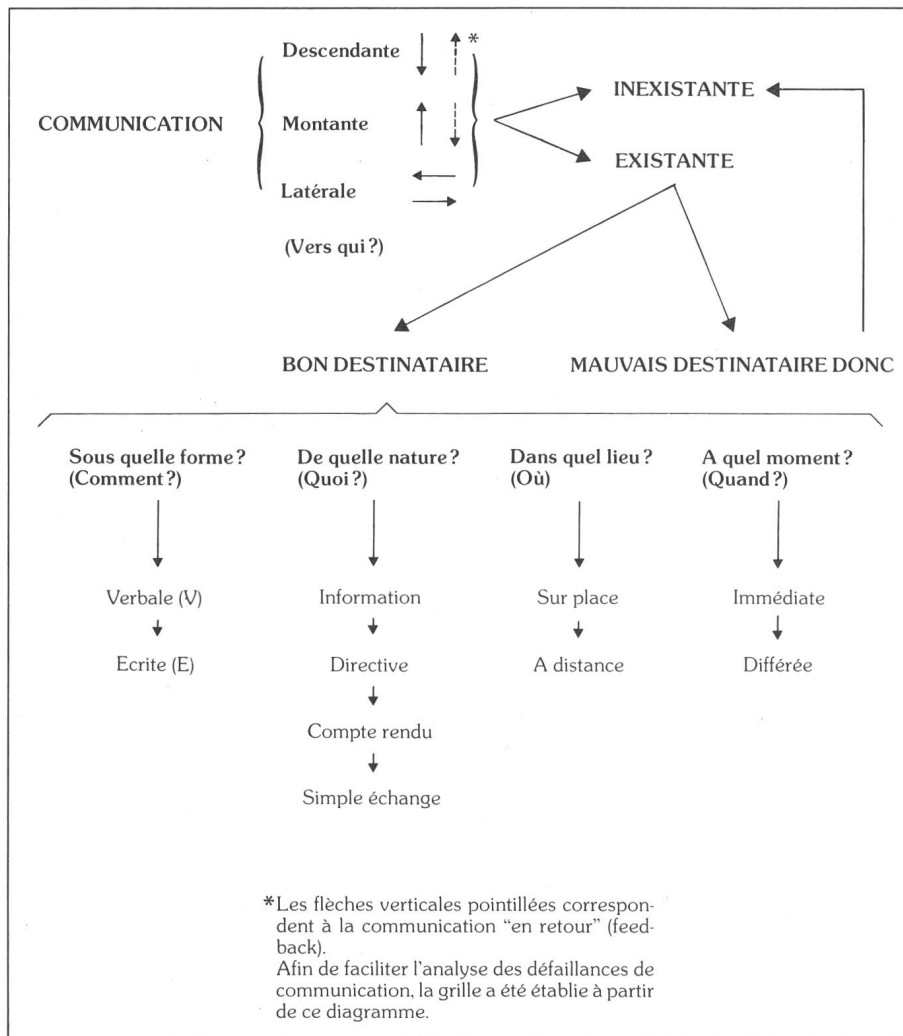 Descendante *
INEXISTANTE
COMMUNICATION Montante
EXISTANTE
Latérale
(Vers qui?)
BON DESTINATAIRE MAUVAIS DESTINATAIRE DONC
Sous quelle forme? De quelle nature? Dans quel lieu? A quel moment?
(Comment?) (Quoi?) (Où) (Quand?)
Verbale (V) Information Sur place Immédiate
Ecrite (E) Directive A distance Différée
Compte rendu
Simple échange
*Les flèches verticales pointillées correspon-
dent à la communication “en retour” (feed-
back).
Afin de faciliter l'analyse des défaillances de
communication, la grille a été établie à partir
de ce diagramme.